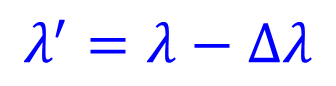 λ′ = λ − Δλ